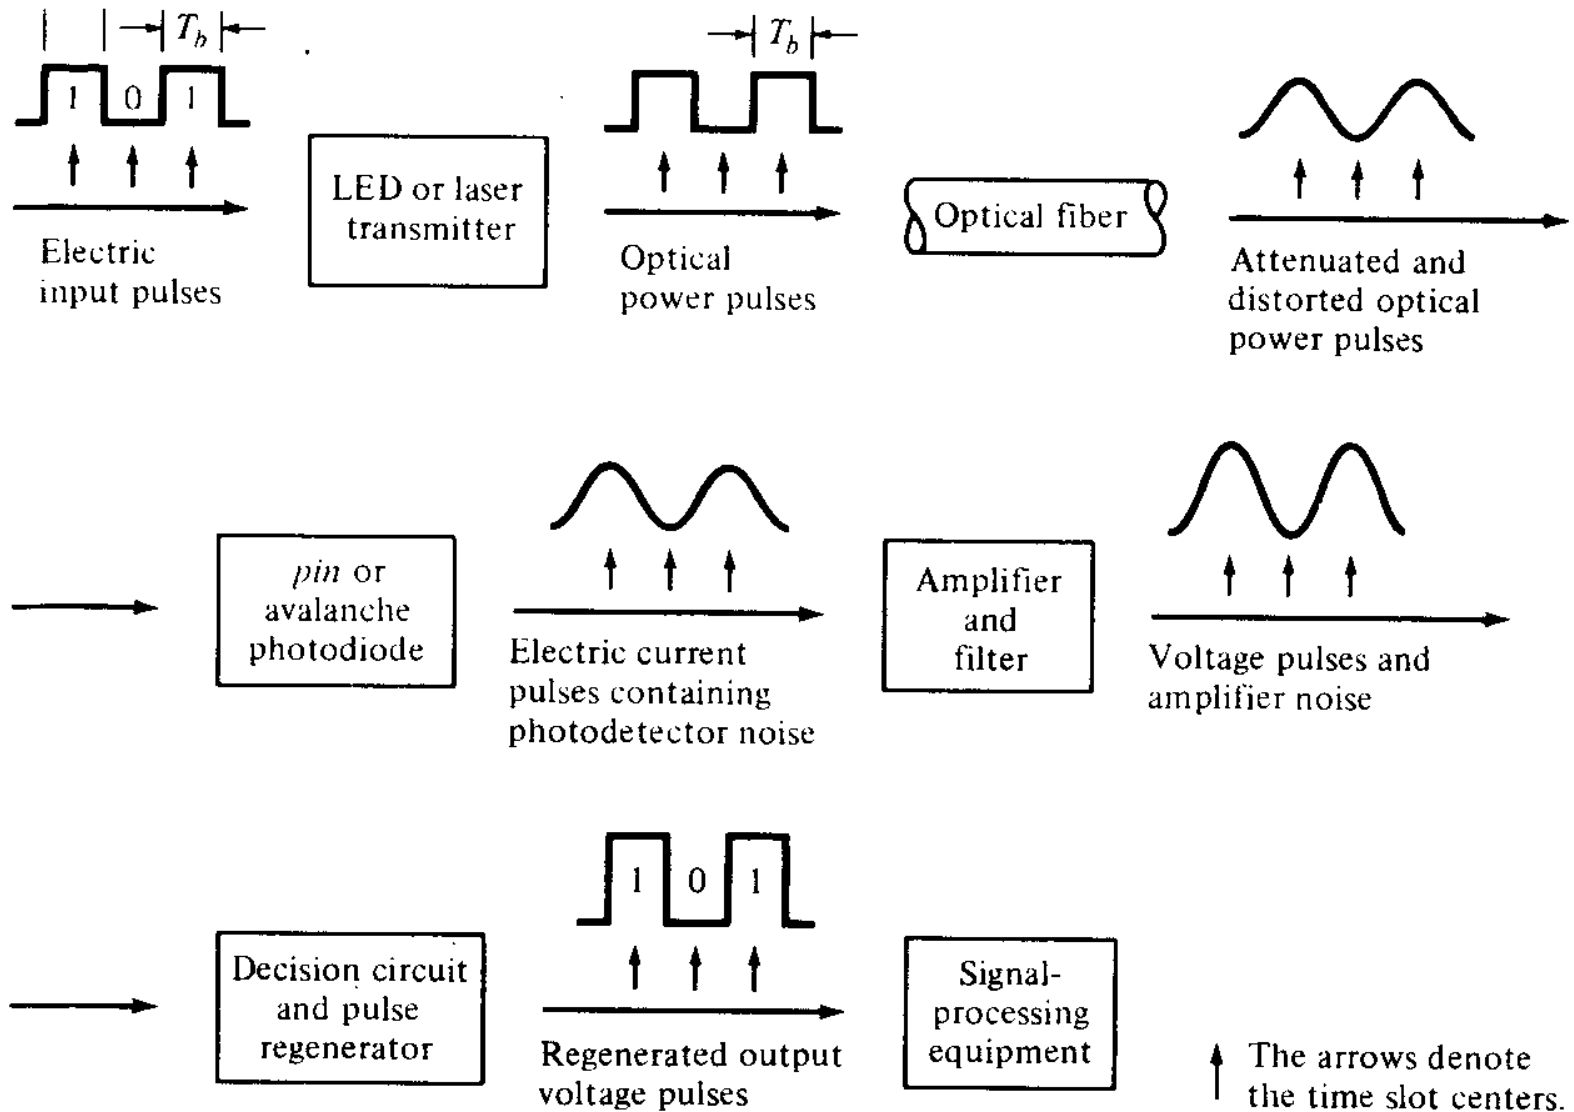 T_b
T_b
1 0 1
LED or laser
transmitter
Optical fiber
Electric
input pulses
Optical
power pulses
Attenuated and
distorted optical
power pulses
pin or
avalanche
photodiode
Amplifier
and
filter
Electric current
pulses containing
photodetector noise
Voltage pulses and
amplifier noise
1 0 1
Decision circuit
and pulse
regenerator
Signal-
processing
equipment
Regenerated output
voltage pulses
The arrows denote
the time slot centers.